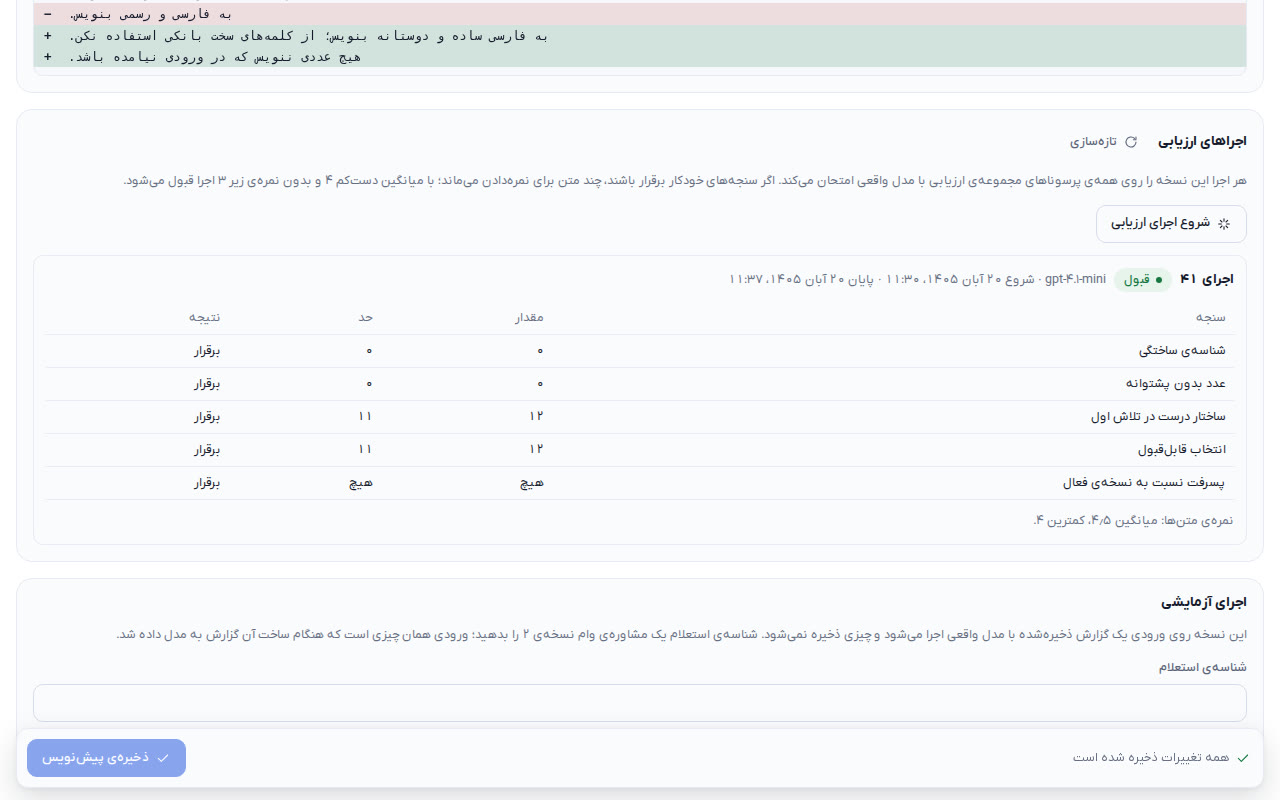 − به فارسی و رسمی بنویس.
+ به فارسی ساده و دوستانه بنویس؛ از کلمه‌های سخت بانکی استفاده نکن.
+ هیچ عددی ننویس که در ورودی نیامده باشد.
اجراهای ارزیابی تازه‌سازی
هر اجرا این نسخه را روی همه‌ی پرسوناهای مجموعه‌ی ارزیابی با مدل واقعی امتحان می‌کند. اگر سنجه‌های خودکار برقرار باشند، چند متن برای نمره‌دادن می‌ماند؛ با میانگین دست‌کم ۴ و بدون نمره‌ی زیر ۳ اجرا قبول می‌شود.
شروع اجرای ارزیابی
اجرای ۴۱ قبول gpt-۴.۱-mini · شروع ۲۰ آبان ۱۴۰۵، ۱۱:۳۰ · پایان ۲۰ آبان ۱۴۰۵، ۱۱:۳۷
سنجه مقدار حد نتیجه
شناسه‌ی ساختگی ۰ ۰ برقرار
عدد بدون پشتوانه ۰ ۰ برقرار
ساختار درست در تلاش اول ۱۲ ۱۱ برقرار
انتخاب قابل‌قبول ۱۲ ۱۱ برقرار
پسرفت نسبت به نسخه‌ی فعال هیچ هیچ برقرار
نمره‌ی متن‌ها: میانگین ۴٫۵، کمترین ۴.
اجرای آزمایشی
این نسخه روی ورودی یک گزارش ذخیره‌شده با مدل واقعی اجرا می‌شود و چیزی ذخیره نمی‌شود. شناسه‌ی استعلام یک مشاوره‌ی وام نسخه‌ی ۲ را بدهید؛ ورودی همان چیزی است که هنگام ساخت آن گزارش به مدل داده شد.
شناسه‌ی استعلام
همه تغییرات ذخیره شده است
ذخیره‌ی پیش‌نویس